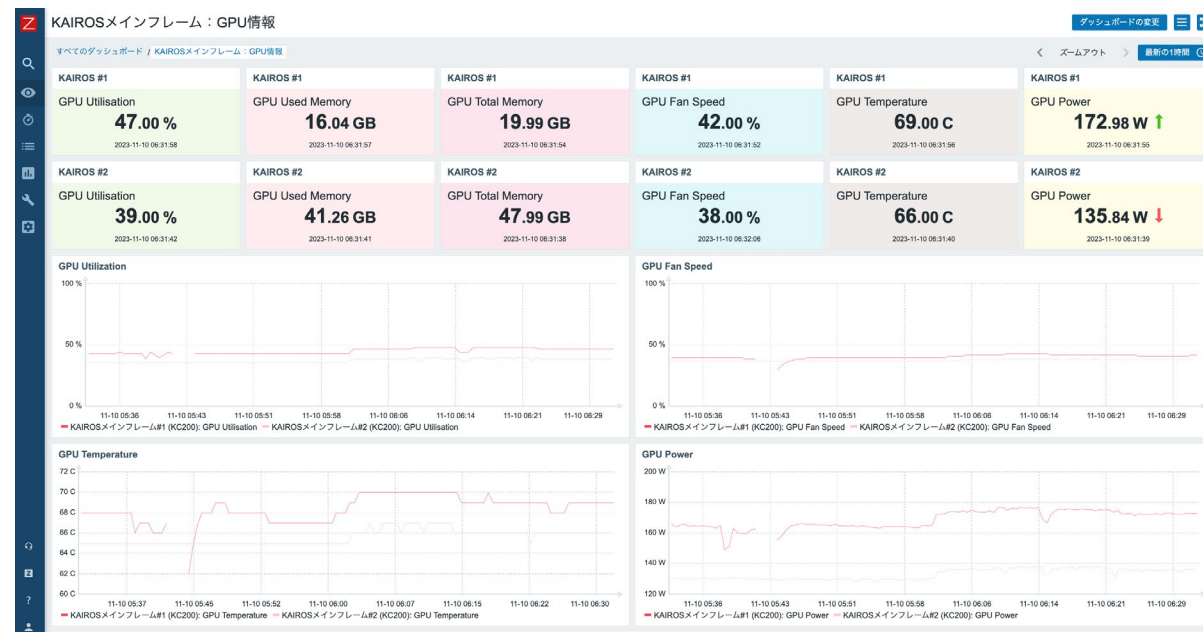 Z
KAIROSメインフレーム：GPU情報
ダッシュボードの変更
すべてのダッシュボード / KAIROSメインフレーム：GPU情報
ズームアウト
最新の1時間
KAIROS #1 KAIROS #1 KAIROS #1 KAIROS #1 KAIROS #1 KAIROS #1
GPU Utilisation GPU Used Memory GPU Total Memory GPU Fan Speed GPU Temperature GPU Power
47.00 % 16.04 GB 19.99 GB 42.00 % 69.00 C 172.98 W
2023-11-10 06:31:58 2023-11-10 06:31:57 2023-11-10 06:31:54 2023-11-10 06:31:52 2023-11-10 06:31:56 2023-11-10 06:31:55
KAIROS #2 KAIROS #2 KAIROS #2 KAIROS #2 KAIROS #2 KAIROS #2
GPU Utilisation GPU Used Memory GPU Total Memory GPU Fan Speed GPU Temperature GPU Power
39.00 % 41.26 GB 47.99 GB 38.00 % 66.00 C 135.84 W
2023-11-10 06:31:42 2023-11-10 06:31:41 2023-11-10 06:31:38 2023-11-10 06:32:06 2023-11-10 06:31:40 2023-11-10 06:31:39
GPU Utilization
100 %
50 %
0 %
11-10 05:36 11-10 05:43 11-10 05:51 11-10 05:58 11-10 06:06 11-10 06:14 11-10 06:21 11-10 06:29
KAIROSメインフレーム#1 (KC200): GPU Utilisation KAIROSメインフレーム#2 (KC200): GPU Utilisation
GPU Fan Speed
100 %
50 %
0 %
11-10 05:36 11-10 05:43 11-10 05:51 11-10 05:58 11-10 06:06 11-10 06:14 11-10 06:21 11-10 06:29
KAIROSメインフレーム#1 (KC200): GPU Fan Speed KAIROSメインフレーム#2 (KC200): GPU Fan Speed
GPU Temperature
72 C
70 C
68 C
66 C
64 C
62 C
60 C
11-10 05:37 11-10 05:45 11-10 05:52 11-10 06:00 11-10 06:07 11-10 06:15 11-10 06:22 11-10 06:30
KAIROSメインフレーム#1 (KC200): GPU Temperature KAIROSメインフレーム#2 (KC200): GPU Temperature
GPU Power
200 W
180 W
160 W
140 W
120 W
11-10 05:36 11-10 05:43 11-10 05:51 11-10 05:58 11-10 06:06 11-10 06:14 11-10 06:21 11-10 06:29
KAIROSメインフレーム#1 (KC200): GPU Power KAIROSメインフレーム#2 (KC200): GPU Power
Z
?